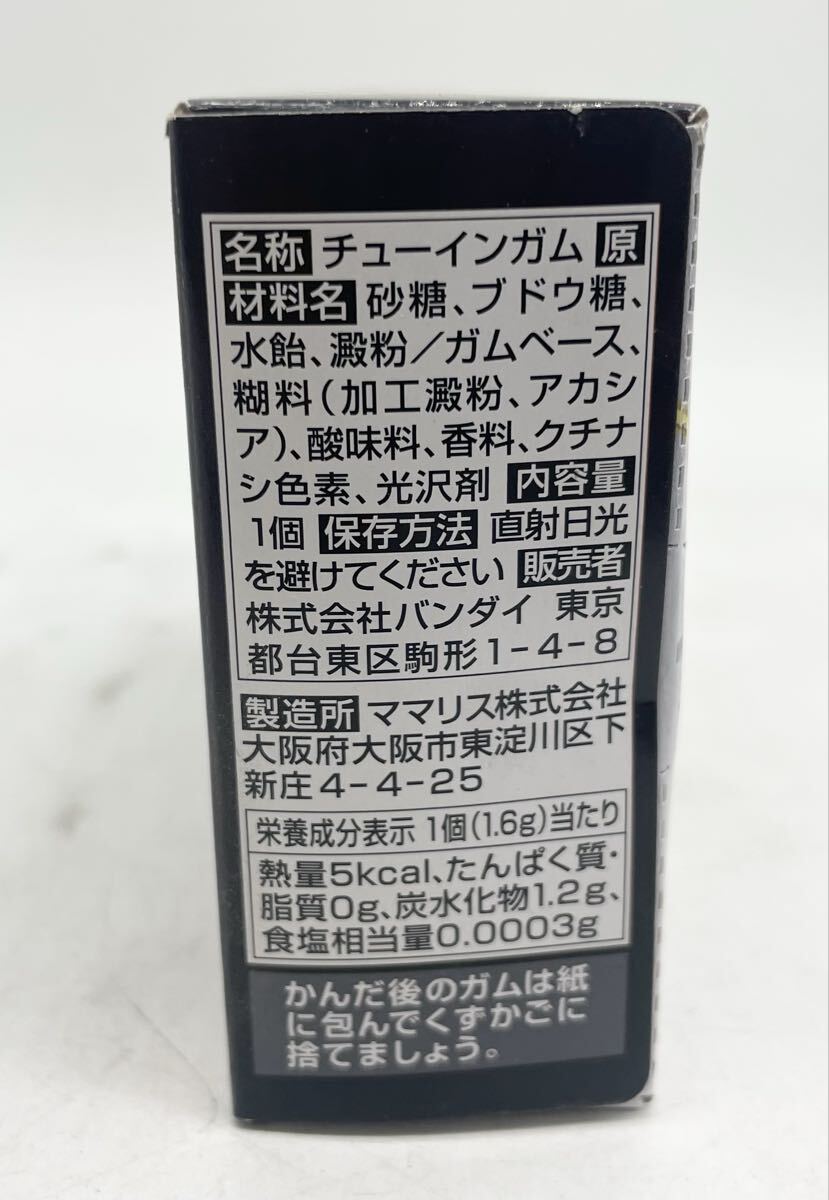 名称 チューインガム 原
材料名 砂糖、ブドウ糖、
水飴、澱粉／ガムベース、
糊料(加工澱粉、アカシ
ア)、酸味料、香料、クチナ
シ色素、光沢剤 内容量
1個 保存方法 直射日光
を避けてください 販売者
株式会社バンダイ 東京
都台東区駒形1-4-8
製造所 ママリス株式会社
大阪府大阪市東淀川区下
新庄4-4-25
栄養成分表示 1個(1.6g)当たり
熱量5kcal、たんぱく質・
脂質0g、炭水化物1.2g、
食塩相当量0.0003g
かんだ後のガムは紙
に包んでくずかごに
捨てましょう。